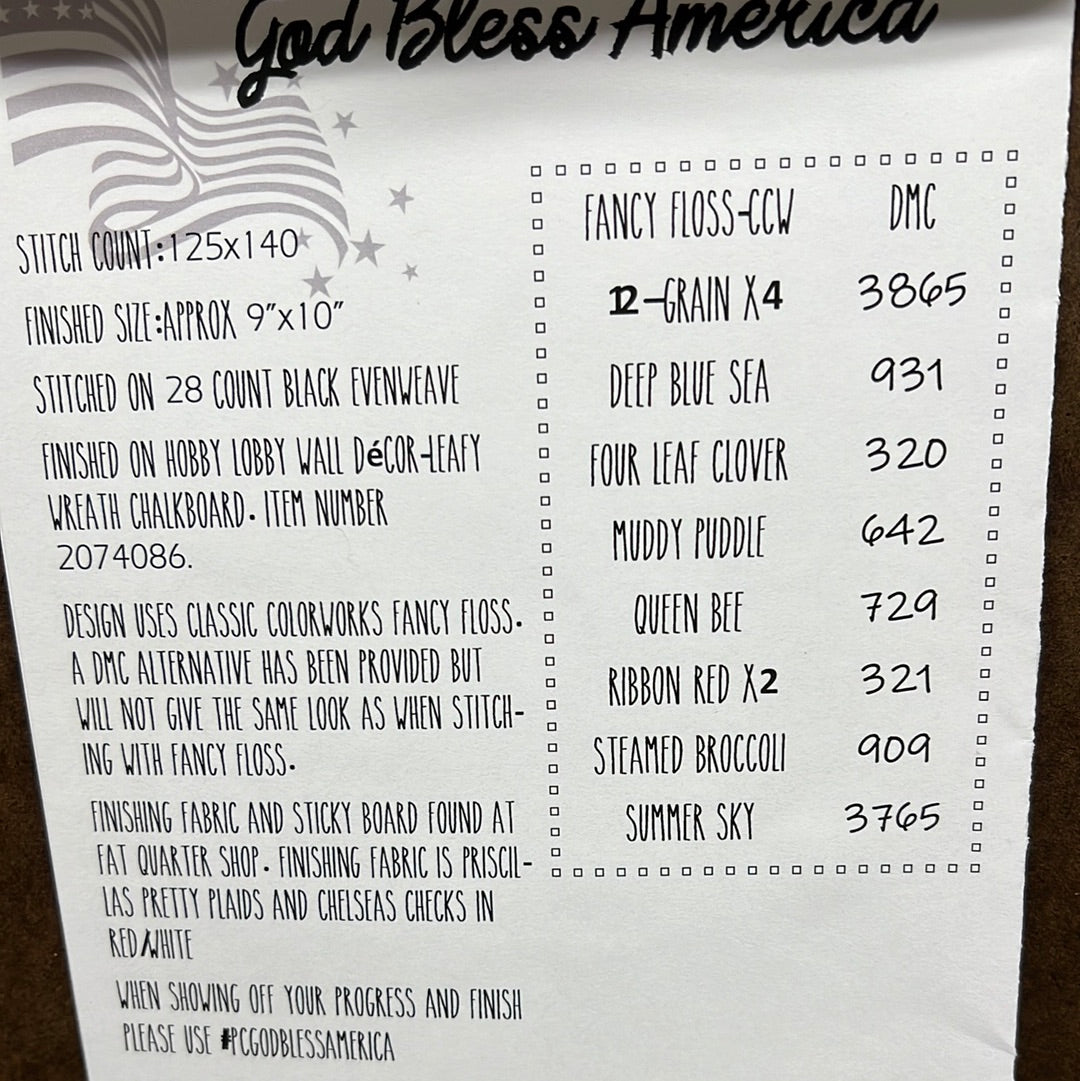 God Bless America
STITCH COUNT:125x140
FINISHED SIZE:APPROX 9"x10"
STITCHED ON 28 COUNT BLACK EVENWEAVE
FINISHED ON HOBBY LOBBY WALL DéCOR-LEAFY
WREATH CHALKBOARD. ITEM NUMBER
2074086.
DESIGN USES CLASSIC COLORWORKS FANCY FLOSS.
A DMC ALTERNATIVE HAS BEEN PROVIDED BUT
WILL NOT GIVE THE SAME LOOK AS WHEN STITCH-
ING WITH FANCY FLOSS.
FINISHING FABRIC AND STICKY BOARD FOUND AT
FAT QUARTER SHOP. FINISHING FABRIC IS PRISCIL-
LAS PRETTY PLAIDS AND CHELSEAS CHECKS IN
RED/WHITE
WHEN SHOWING OFF YOUR PROGRESS AND FINISH
PLEASE USE #PCGODBLESSAMERICA
FANCY FLOSS-CCW DMC
12-GRAIN X4 3865
DEEP BLUE SEA 931
FOUR LEAF CLOVER 320
MUDDY PUDDLE 642
QUEEN BEE 729
RIBBON RED X2 321
STEAMED BROCCOLI 909
SUMMER SKY 3765